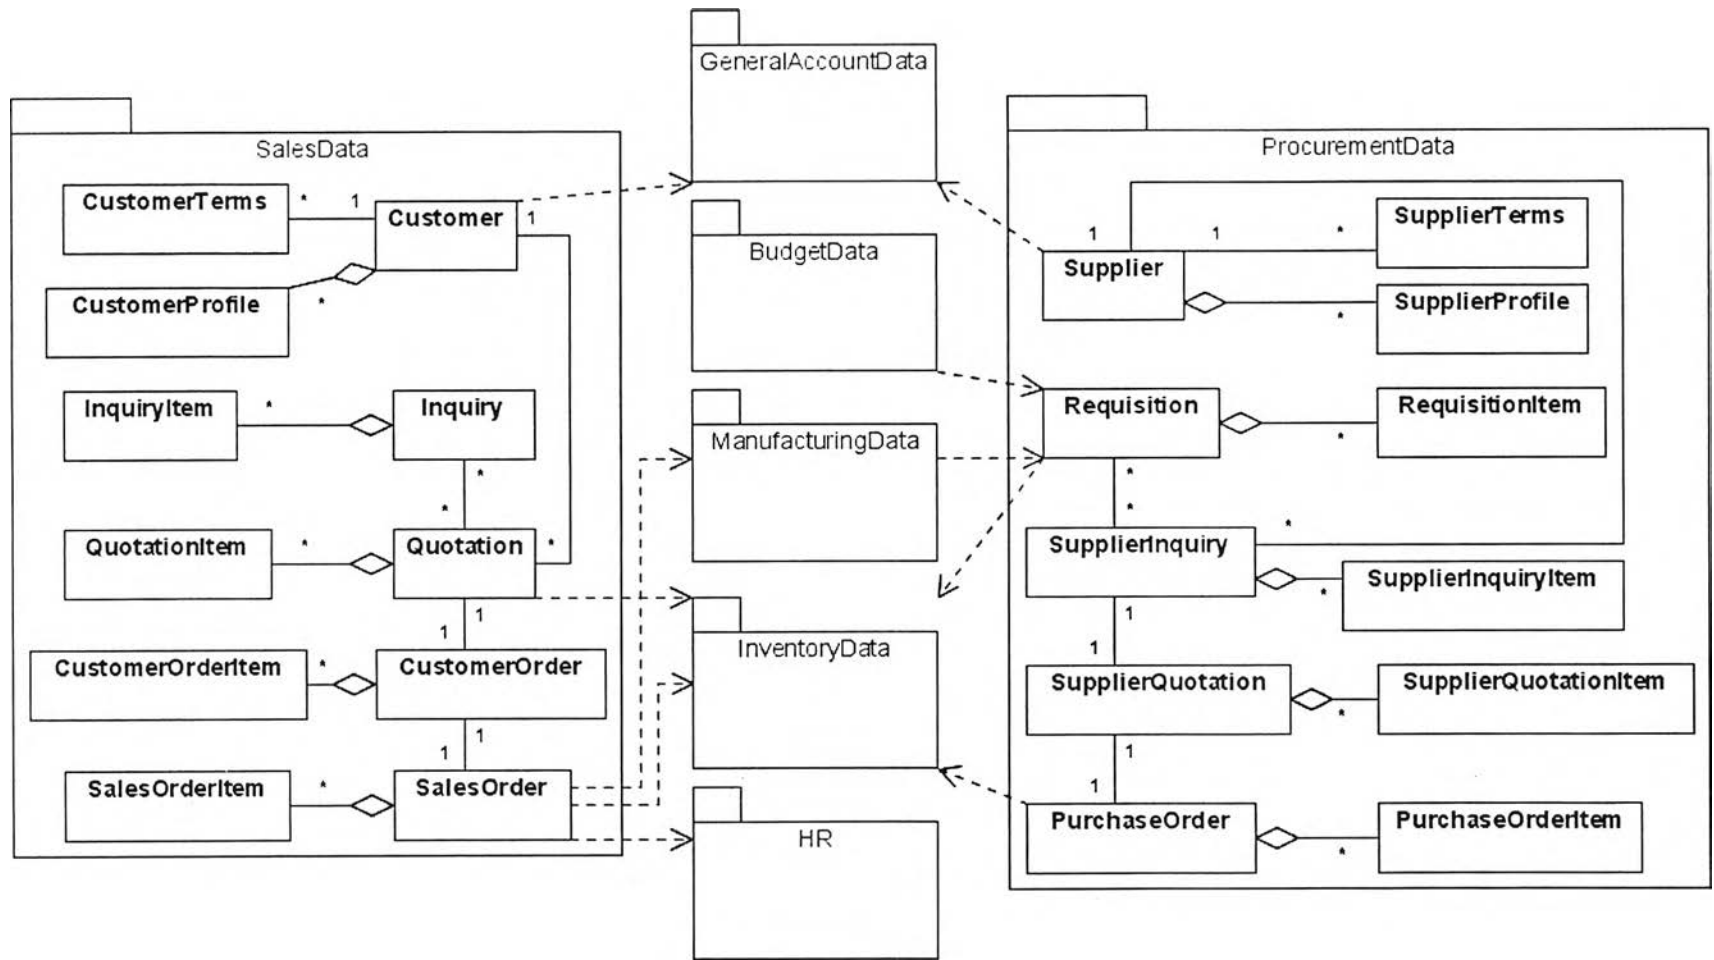 GeneralAccountData
SalesData
CustomerTerms
*
1
Customer
1
CustomerProfile
*
InquiryItem
*
Inquiry
*
*
QuotationItem
*
Quotation
*
1
1
CustomerOrderItem
*
CustomerOrder
1
1
SalesOrderItem
*
SalesOrder
BudgetData
ManufacturingData
InventoryData
HR
ProcurementData
1
1
*
SupplierTerms
Supplier
*
SupplierProfile
Requisition
*
RequisitionItem
*
*
*
SupplierInquiry
*
SupplierInquiryItem
1
1
SupplierQuotation
*
SupplierQuotationItem
1
1
PurchaseOrder
*
PurchaseOrderItem